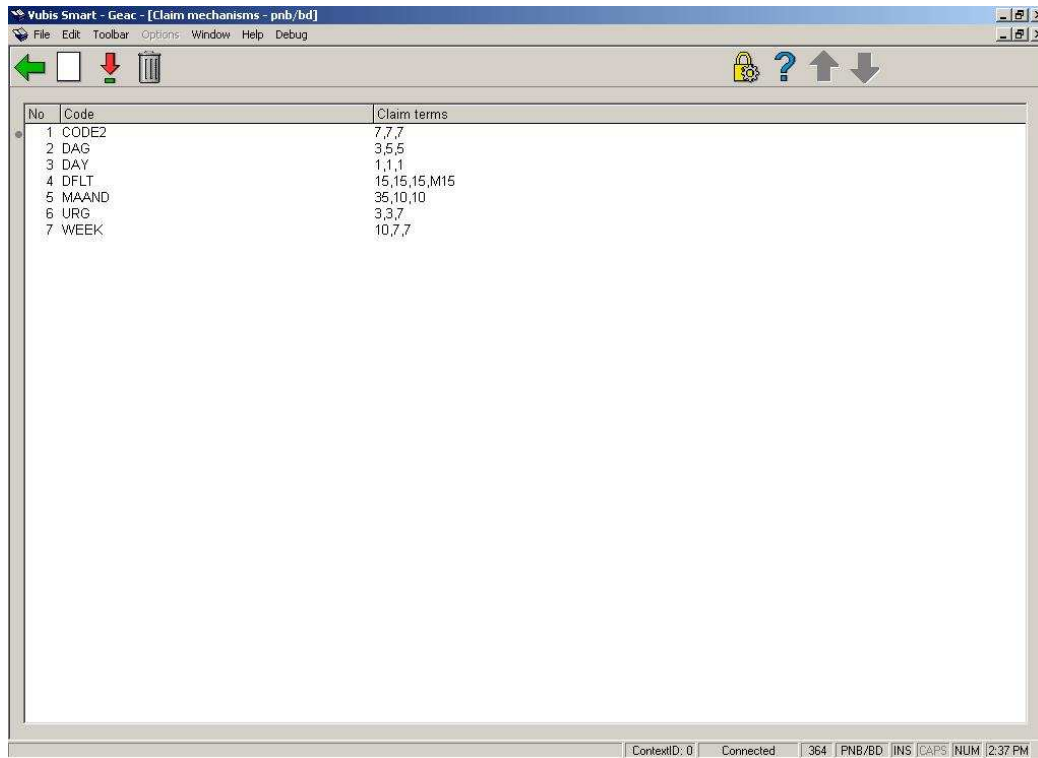 Vubis Smart - Geac - [Claim mechanisms - pnb/bd]
File Edit Toolbar Options Window Help Debug
No Code Claim terms
1 CODE2 7,7,7
2 DAG 3,5,5
3 DAY 1,1,1
4 DFLT 15,15,15,M15
5 MAAND 35,10,10
6 URG 3,3,7
7 WEEK 10,7,7
ContextID: 0 Connected 364 PNB/BD INS CAPS NUM 2:37 PM